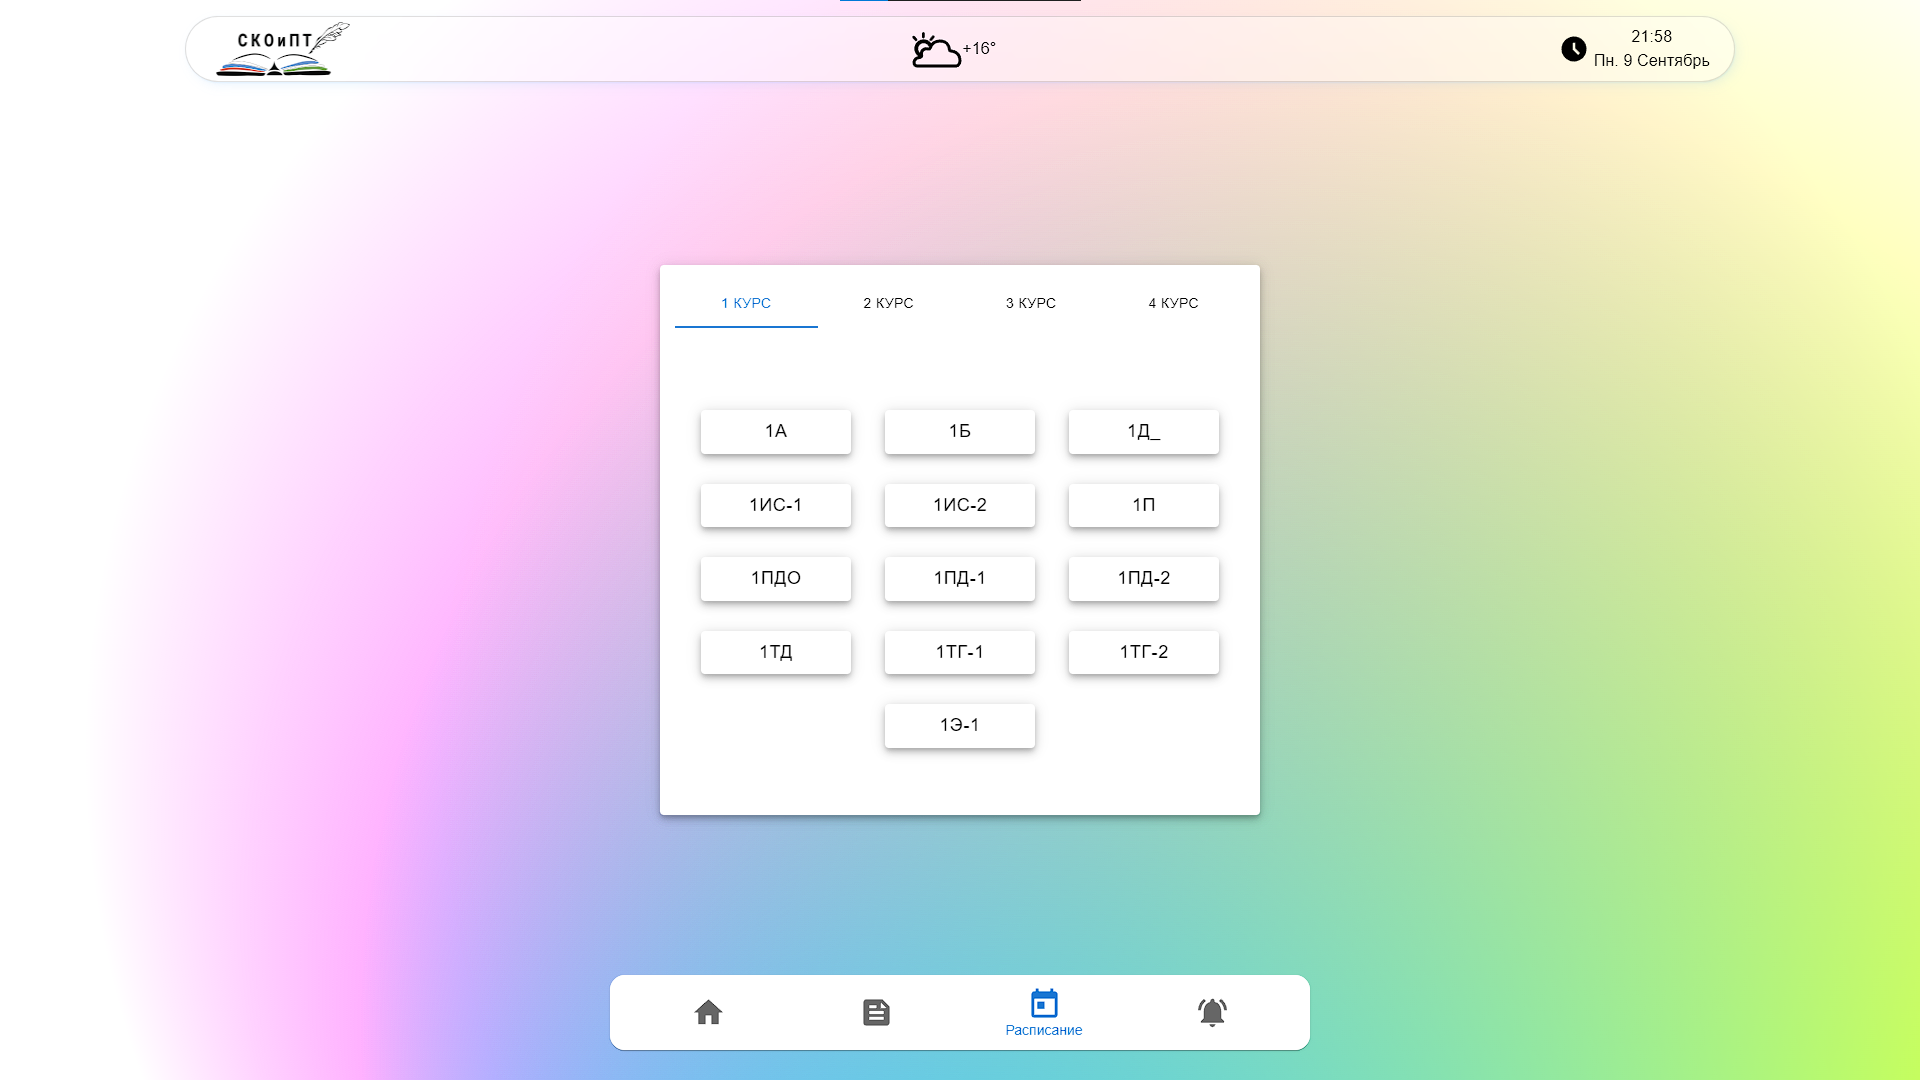 СКОиПТ
+16°
21:58
Пн. 9 Сентябрь
1 КУРС
2 КУРС
3 КУРС
4 КУРС
1А
1Б
1Д_
1ИС-1
1ИС-2
1П
1ПДО
1ПД-1
1ПД-2
1ТД
1ТГ-1
1ТГ-2
1Э-1
Расписание